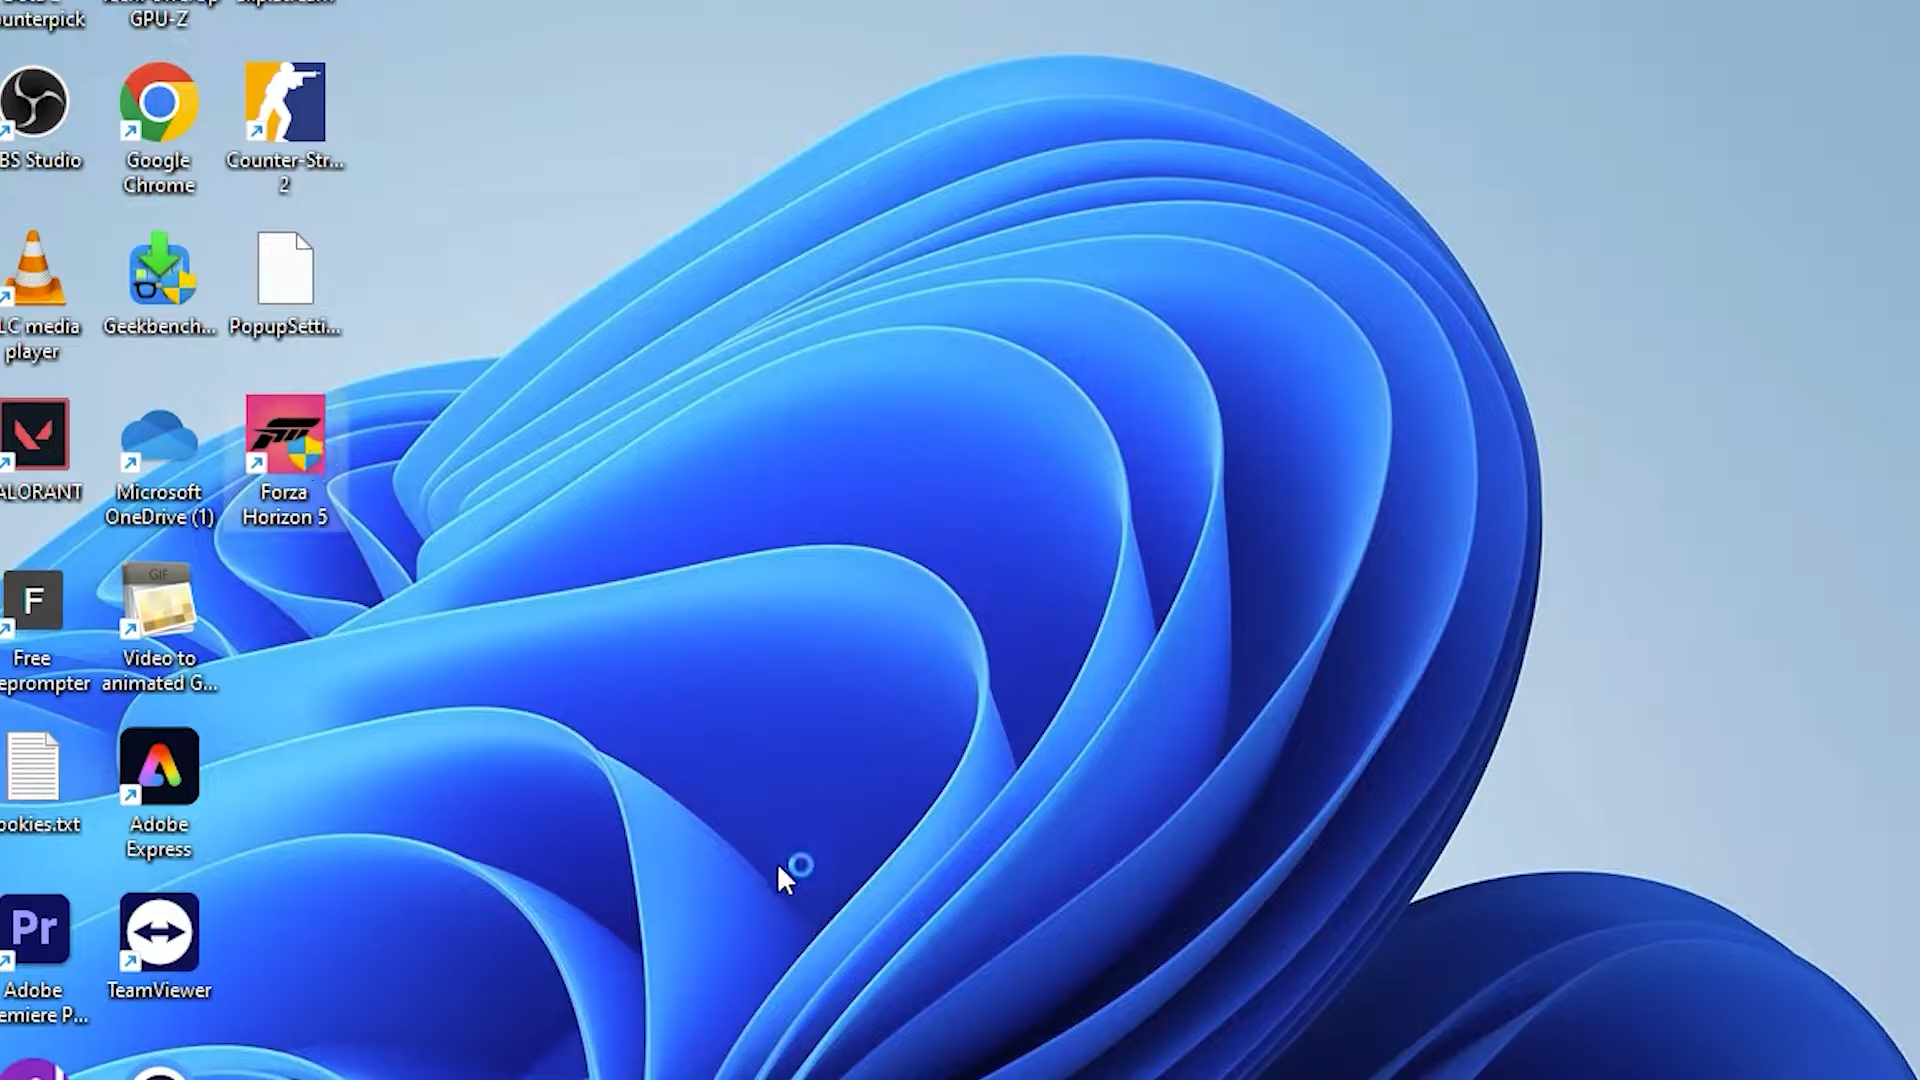 unterpick
GPU-Z
BS Studio
Google
Chrome
Counter-Str...
2
LC media
player
Geekbench...
PopupSetti...
ALORANT
Microsoft
OneDrive (1)
Forza
Horizon 5
F
Free
eprompter
GIF
Video to
animated G...
ookies.txt
Adobe
Express
Pr
Adobe
emiere P...
TeamViewer